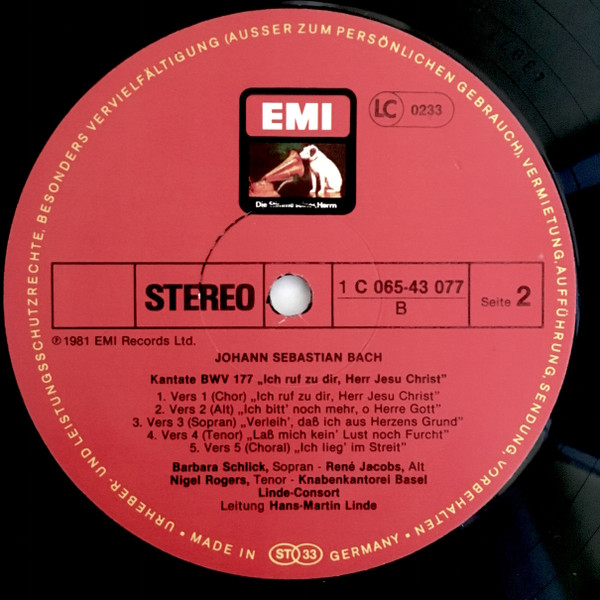 URHEBER- UND LEISTUNGSSCHUTZRECHTE, BESONDERS VERVIELFÄLTIGUNG (AUSSER ZUM PERSÖNLICHEN GEBRAUCH), VERMIETUNG, AUFFÜHRUNG, SENDUNG, VORBEHALTEN •
EMI
LC 0233
Die Stimme seines Herrn
STEREO
1 C 065-43 077
B
Seite 2
℗ 1981 EMI Records Ltd.
JOHANN SEBASTIAN BACH
Kantate BWV 177 „Ich ruf zu dir, Herr Jesu Christ”
1. Vers 1 (Chor) „Ich ruf zu dir, Herr Jesu Christ”
2. Vers 2 (Alt) „Ich bitt' noch mehr, o Herre Gott”
3. Vers 3 (Sopran) „Verleih', daß ich aus Herzens Grund”
4. Vers 4 (Tenor) „Laß mich kein' Lust noch Furcht”
5. Vers 5 (Choral) „Ich lieg' im Streit”
Barbara Schlick, Sopran - René Jacobs, Alt
Nigel Rogers, Tenor - Knabenkantorei Basel
Linde-Consort
Leitung Hans-Martin Linde
• MADE IN ST 33 GERMANY •